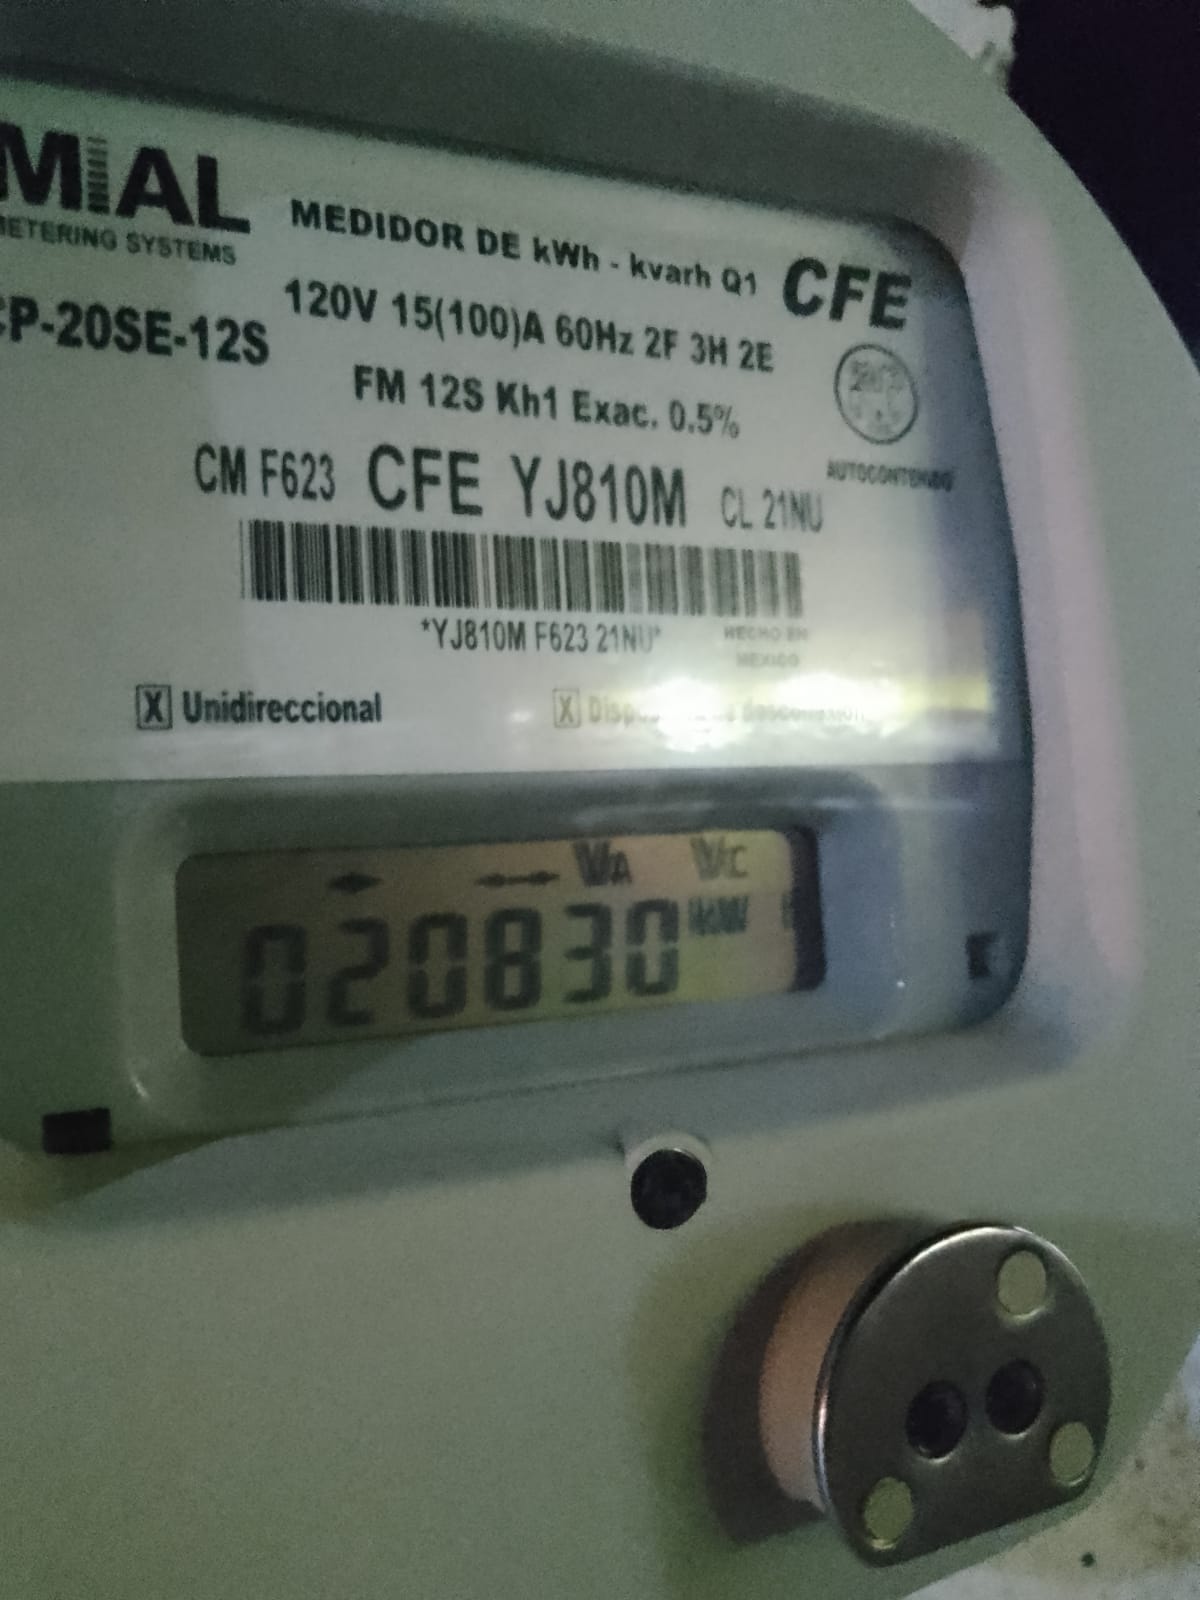 MIAL
METERING SYSTEMS
MEDIDOR DE kWh - kvarh Q1
CFE
CP-20SE-12S
120V 15(100)A 60Hz 2F 3H 2E
FM 12S Kh1 Exac. 0.5%
AUTOCONTENIDO
CM F623 CFE YJ810M CL 21NU
*YJ810M F623 21NU*
HECHO EN
MEXICO
X Unidireccional
X
VA VC
020830